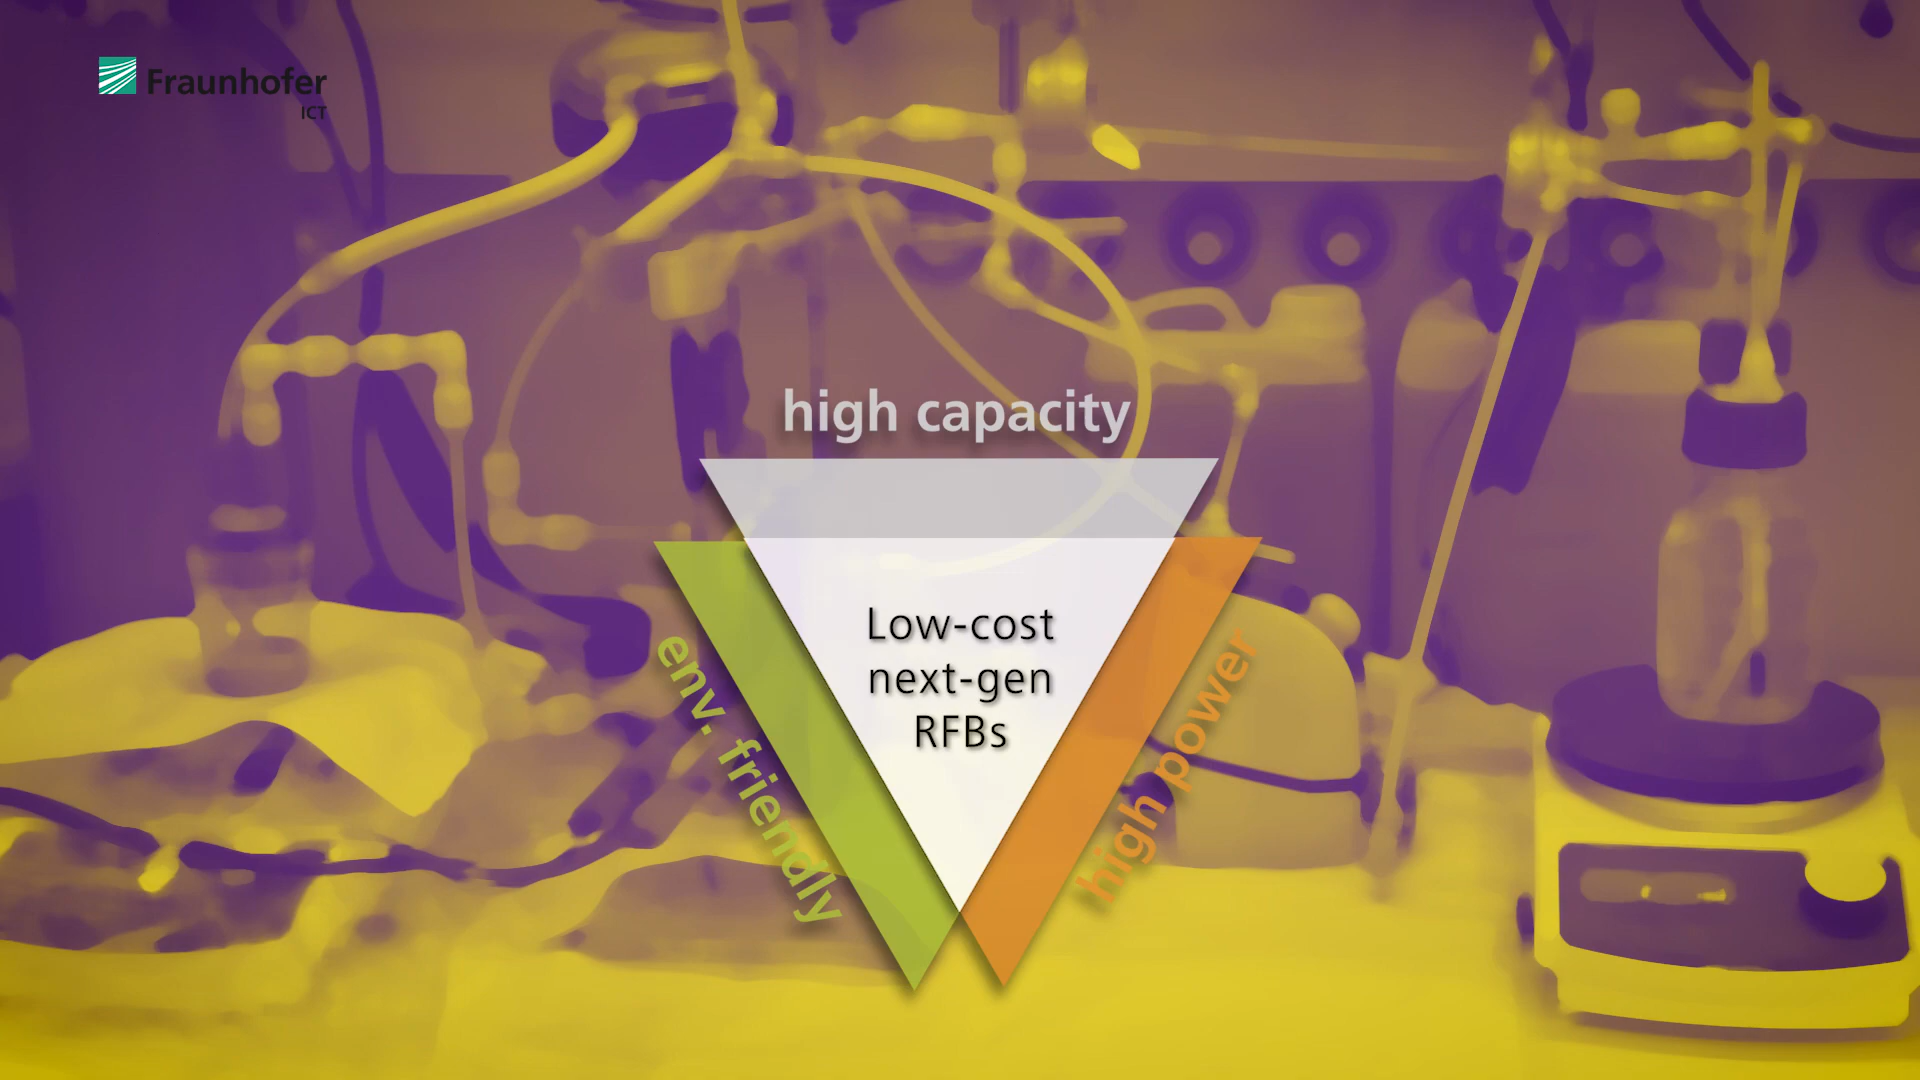 Fraunhofer
ICT
high capacity
env. friendly
Low-cost
next-gen
RFBs
high power